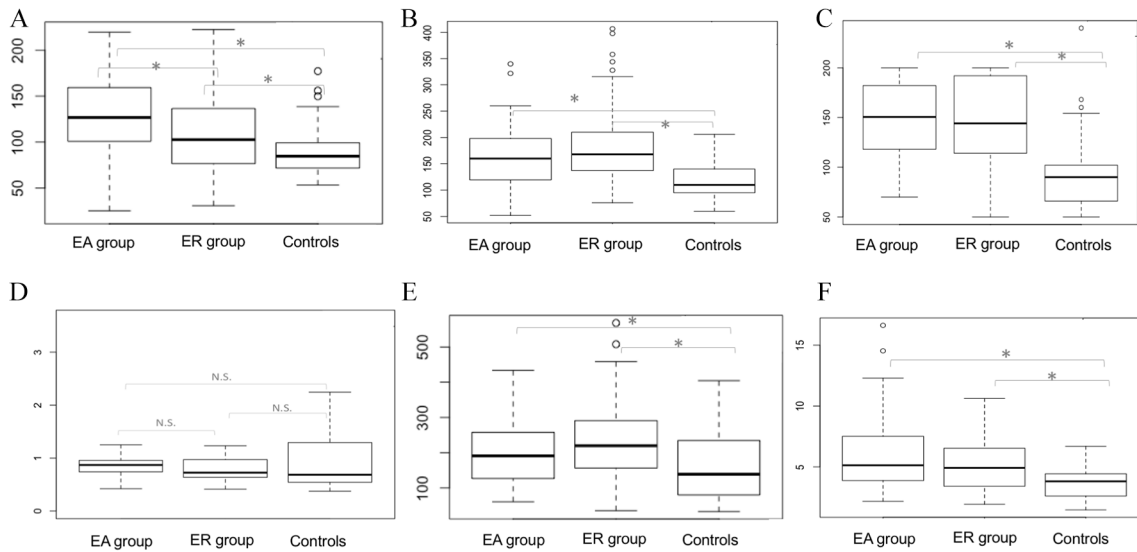 A
200
150
100
50
*
*
*
EA group
ER group
Controls
B
400
350
300
250
200
150
100
50
*
*
EA group
ER group
Controls
C
200
150
100
50
*
*
EA group
ER group
Controls
D
3
2
1
0
N.S.
N.S.
N.S.
EA group
ER group
Controls
E
500
300
100
*
*
EA group
ER group
Controls
F
15
10
5
*
*
EA group
ER group
Controls